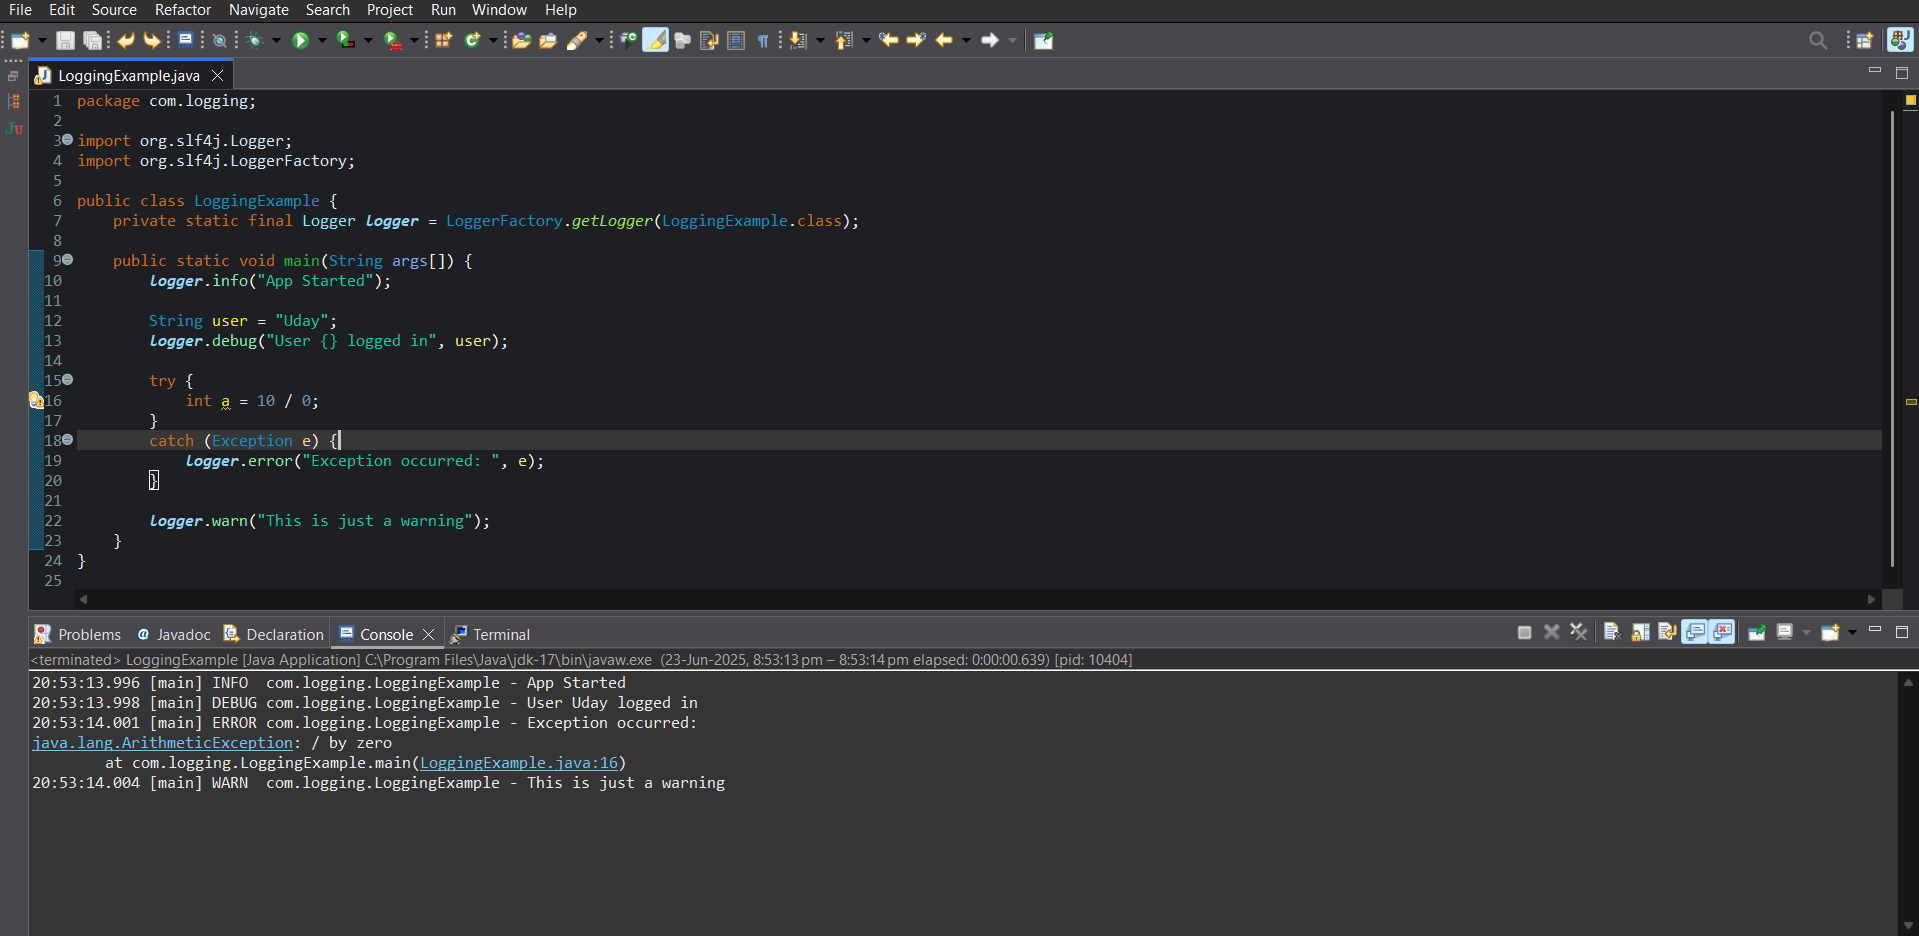 File Edit Source Refactor Navigate Search Project Run Window Help
LoggingExample.java
1 package com.logging;
2
3 import org.slf4j.Logger;
4 import org.slf4j.LoggerFactory;
5
6 public class LoggingExample {
7     private static final Logger logger = LoggerFactory.getLogger(LoggingExample.class);
8
9     public static void main(String args[]) {
10         logger.info("App Started");
11
12         String user = "Uday";
13         logger.debug("User {} logged in", user);
14
15         try {
16             int a = 10 / 0;
17         }
18         catch (Exception e) {
19             logger.error("Exception occurred: ", e);
20         }
21
22         logger.warn("This is just a warning");
23     }
24 }
25
Problems Javadoc Declaration Console Terminal
<terminated> LoggingExample [Java Application] C:\Program Files\Java\jdk-17\bin\javaw.exe (23-Jun-2025, 8:53:13 pm – 8:53:14 pm elapsed: 0:00:00.639) [pid: 10404]
20:53:13.996 [main] INFO  com.logging.LoggingExample - App Started
20:53:13.998 [main] DEBUG com.logging.LoggingExample - User Uday logged in
20:53:14.001 [main] ERROR com.logging.LoggingExample - Exception occurred:
java.lang.ArithmeticException: / by zero
        at com.logging.LoggingExample.main(LoggingExample.java:16)
20:53:14.004 [main] WARN  com.logging.LoggingExample - This is just a warning